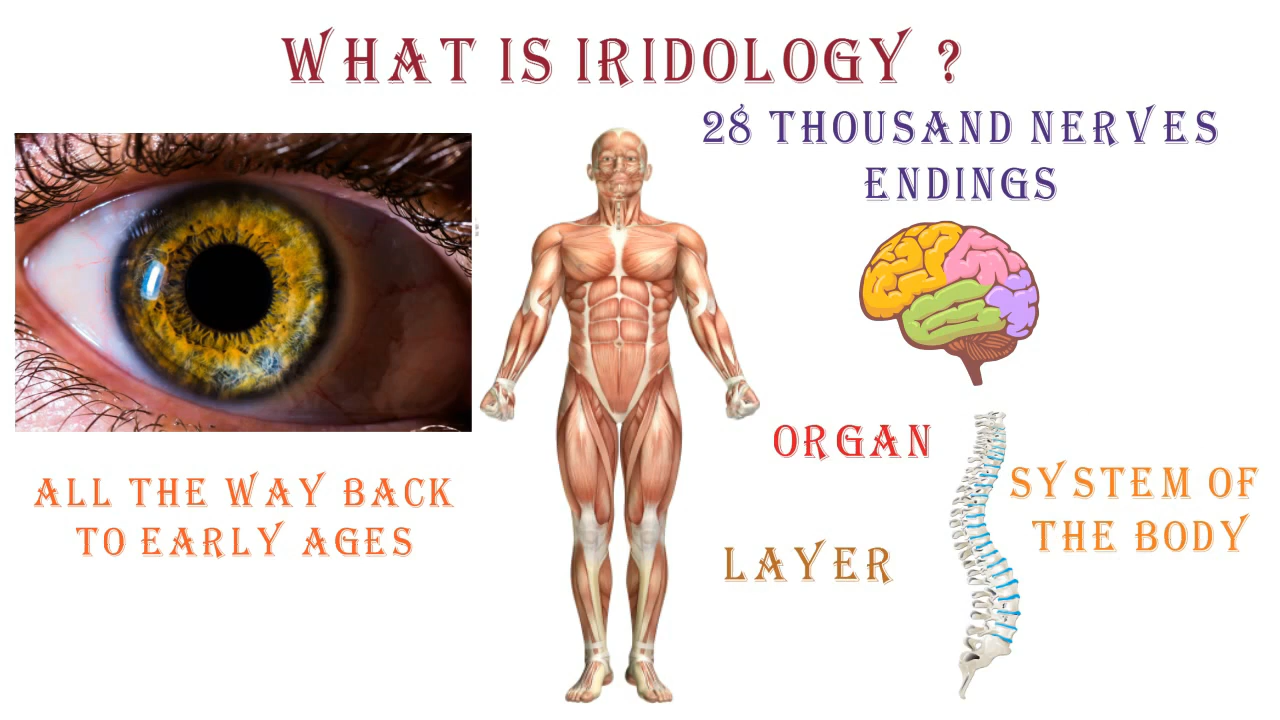 WHAT IS IRIDOLOGY ?
28 THOUSAND NERVES
ENDINGS
ORGAN
SYSTEM OF
THE BODY
ALL THE WAY BACK
TO EARLY AGES
LAYER